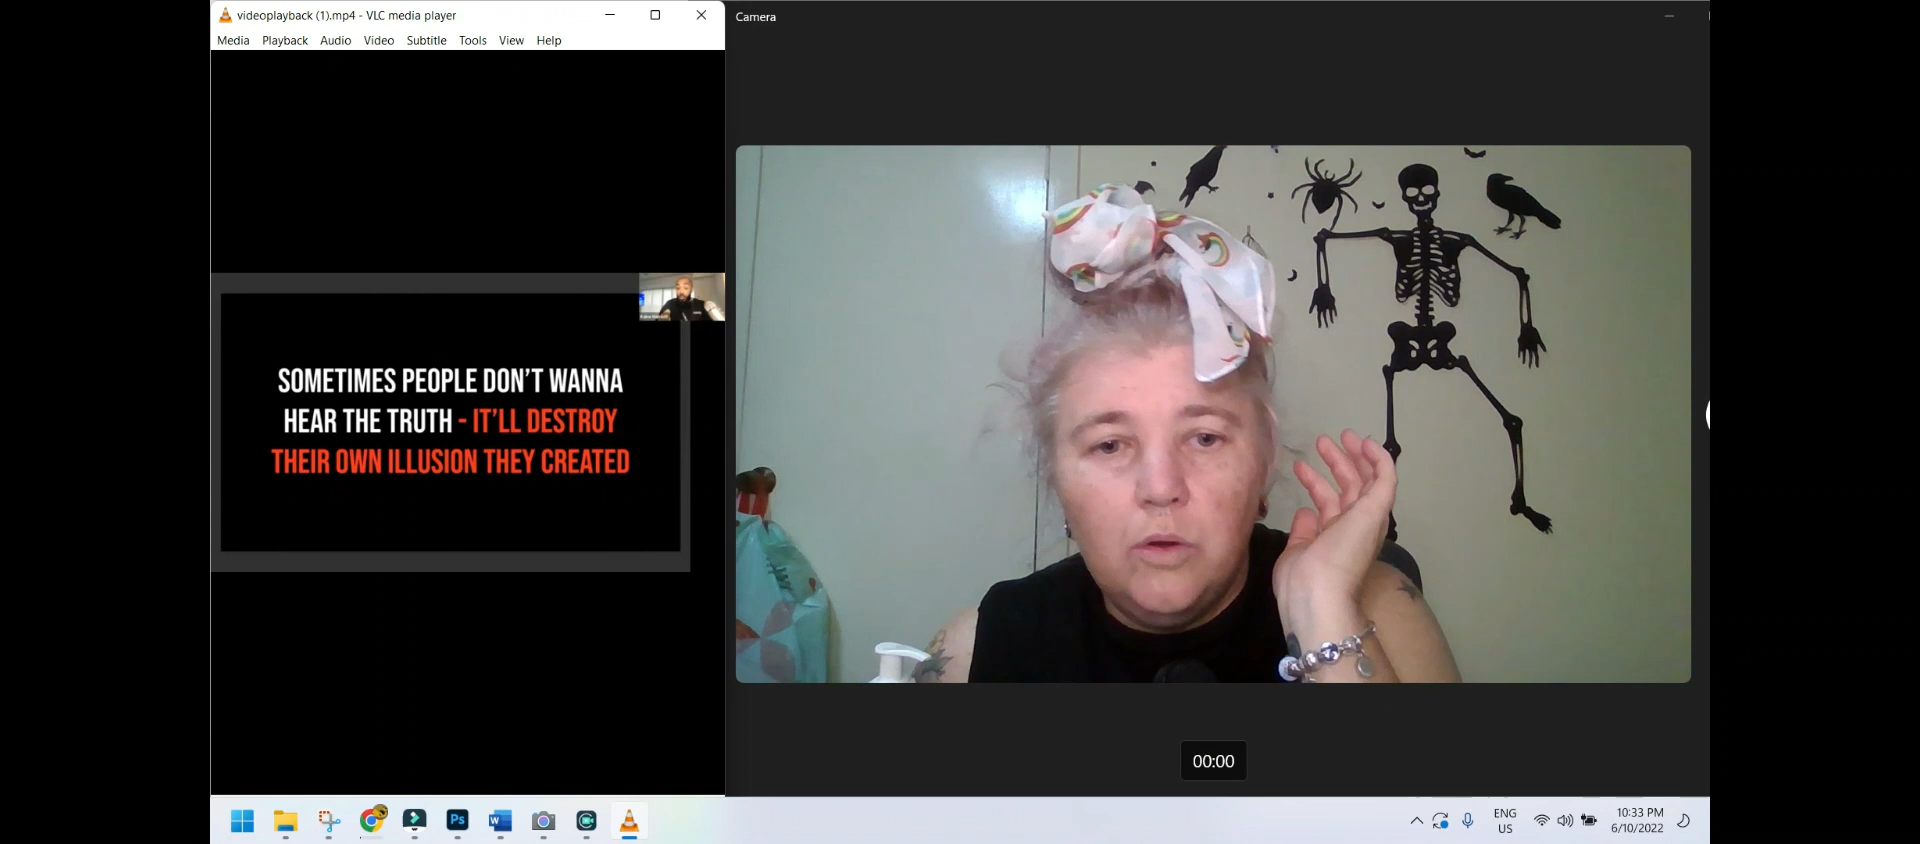 videoplayback (1).mp4 - VLC media player
Media Playback Audio Video Subtitle Tools View Help
Camera
SOMETIMES PEOPLE DON'T WANNA
HEAR THE TRUTH - IT'LL DESTROY
THEIR OWN ILLUSION THEY CREATED
00:00
Ps
W
ENG
US
10:33 PM
6/10/2022